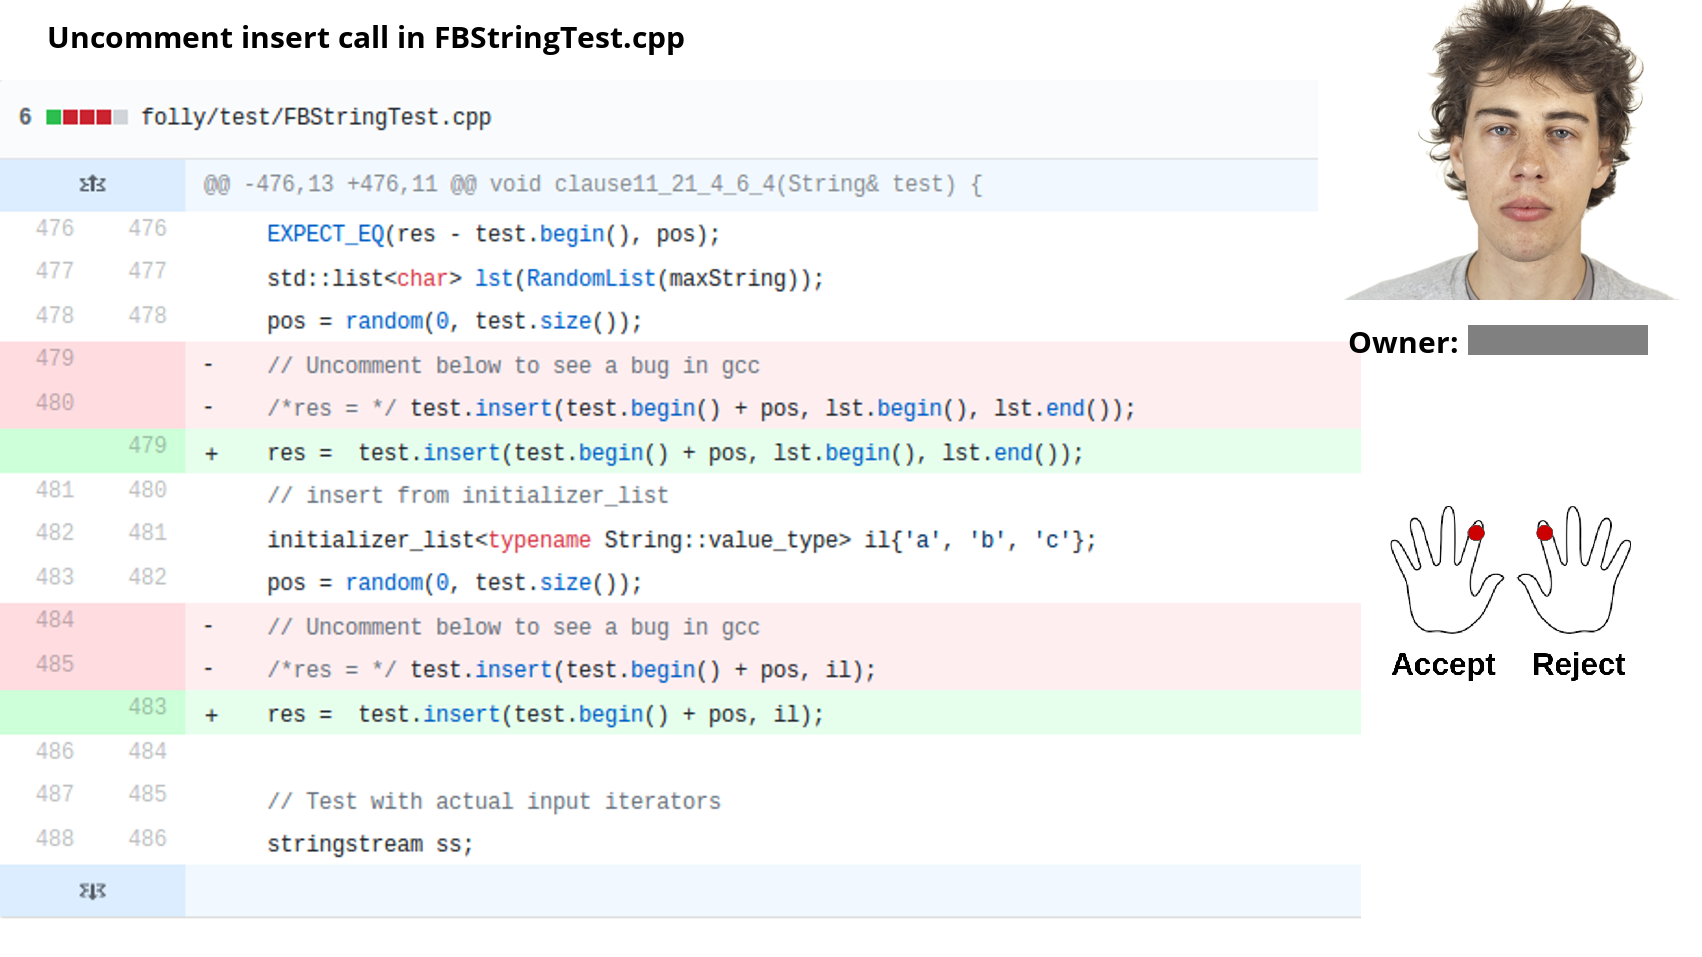 Uncomment insert call in FBStringTest.cpp
6 folly/test/FBStringTest.cpp
@@ -476,13 +476,11 @@ void clause11_21_4_6_4(String& test) {
476 476 EXPECT_EQ(res - test.begin(), pos);
477 477 std::list<char> lst(RandomList(maxString));
478 478 pos = random(0, test.size());
479 - // Uncomment below to see a bug in gcc
480 - /*res = */ test.insert(test.begin() + pos, lst.begin(), lst.end());
479 + res =  test.insert(test.begin() + pos, lst.begin(), lst.end());
481 480 // insert from initializer_list
482 481 initializer_list<typename String::value_type> il{'a', 'b', 'c'};
483 482 pos = random(0, test.size());
484 - // Uncomment below to see a bug in gcc
485 - /*res = */ test.insert(test.begin() + pos, il);
483 + res =  test.insert(test.begin() + pos, il);
486 484
487 485 // Test with actual input iterators
488 486 stringstream ss;
Owner:
Accept Reject